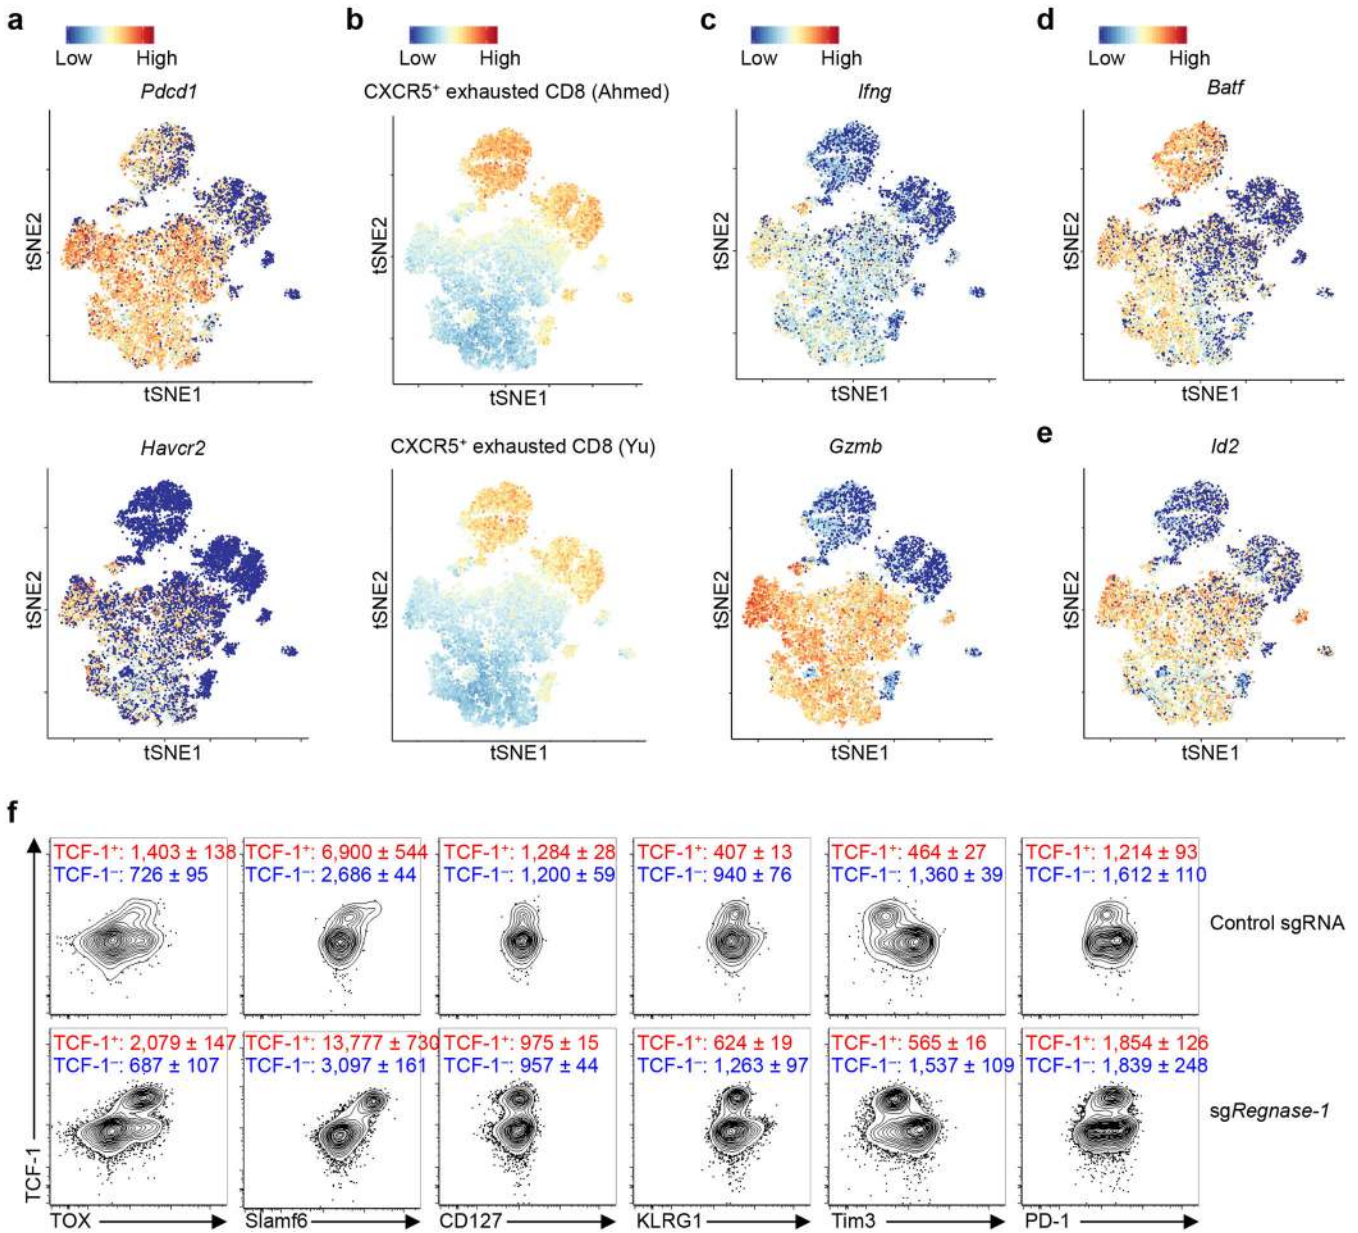 a
Low High
Pdcd1
tSNE2
tSNE1
b
Low High
CXCR5⁺ exhausted CD8 (Ahmed)
tSNE2
tSNE1
c
Low High
Ifng
tSNE2
tSNE1
d
Low High
Batf
tSNE2
tSNE1
Havcr2
tSNE2
tSNE1
CXCR5⁺ exhausted CD8 (Yu)
tSNE2
tSNE1
Gzmb
tSNE2
tSNE1
e
Id2
tSNE2
tSNE1
f
TCF-1⁺: 1,403 ± 138
TCF-1⁻: 726 ± 95
TCF-1⁺: 6,900 ± 544
TCF-1⁻: 2,686 ± 44
TCF-1⁺: 1,284 ± 28
TCF-1⁻: 1,200 ± 59
TCF-1⁺: 407 ± 13
TCF-1⁻: 940 ± 76
TCF-1⁺: 464 ± 27
TCF-1⁻: 1,360 ± 39
TCF-1⁺: 1,214 ± 93
TCF-1⁻: 1,612 ± 110
Control sgRNA
TCF-1⁺: 2,079 ± 147
TCF-1⁻: 687 ± 107
TCF-1⁺: 13,777 ± 730
TCF-1⁻: 3,097 ± 161
TCF-1⁺: 975 ± 15
TCF-1⁻: 957 ± 44
TCF-1⁺: 624 ± 19
TCF-1⁻: 1,263 ± 97
TCF-1⁺: 565 ± 16
TCF-1⁻: 1,537 ± 109
TCF-1⁺: 1,854 ± 126
TCF-1⁻: 1,839 ± 248
sgRegnase-1
TCF-1
TOX
Slamf6
CD127
KLRG1
Tim3
PD-1